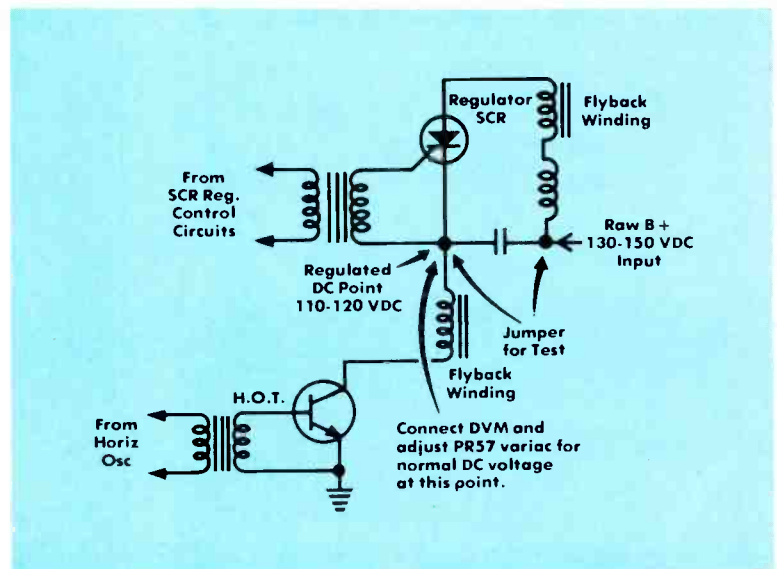 Regulator
SCR
Flyback
Winding
From
SCR Reg.
Control
Circuits
Raw B +
130-150 VDC
Input
Regulated
DC Point
110-120 VDC
Jumper
for Test
Flyback
Winding
H.O.T.
From
Horiz
Osc
Connect DVM and
adjust PR57 variac for
normal DC voltage
at this point.